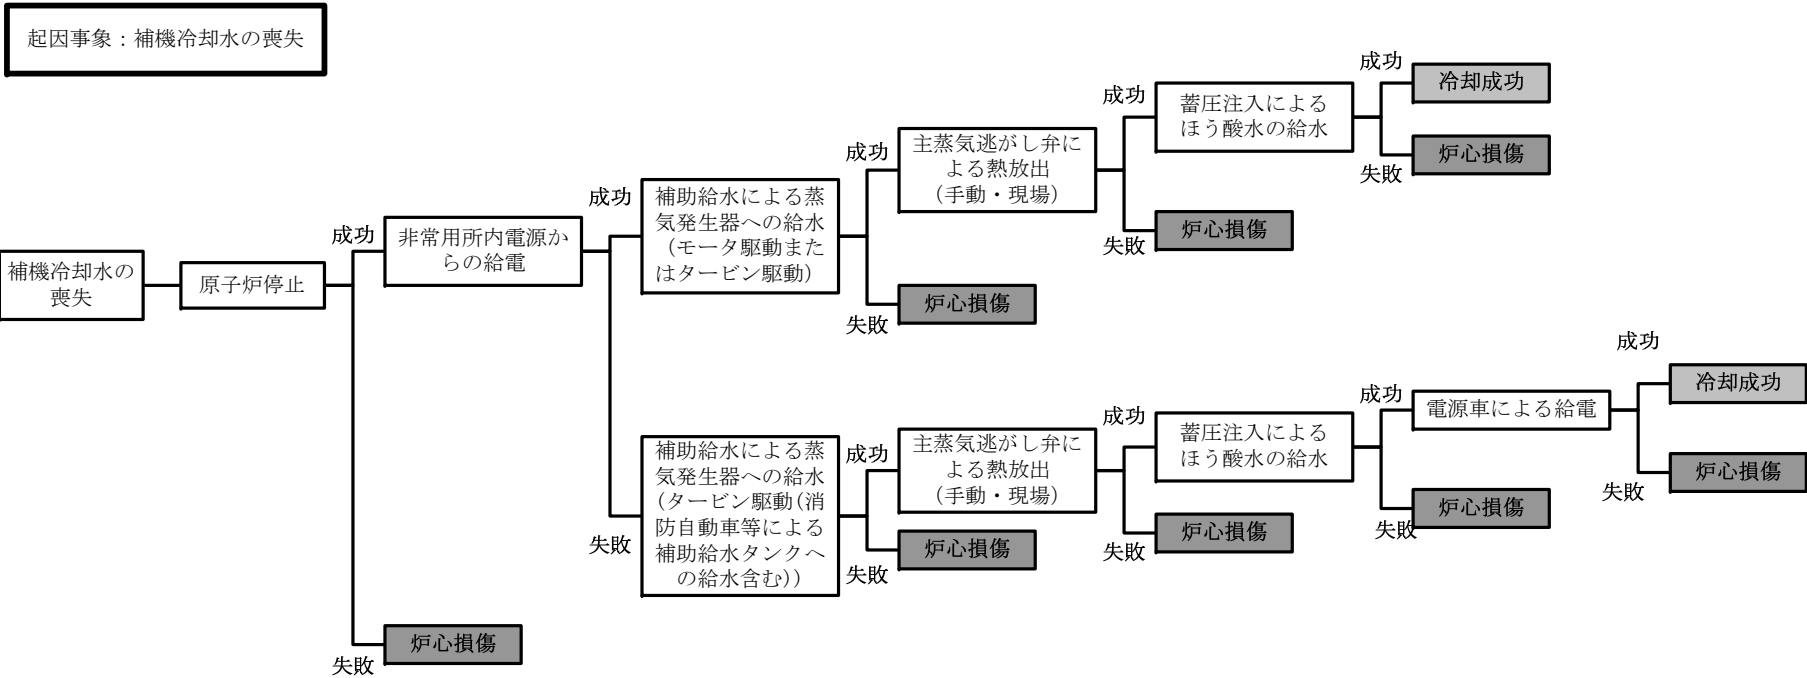 起因事象：補機冷却水の喪失
補機冷却水の
喪失
原子炉停止
成功
非常用所内電源か
らの給電
失敗
炉心損傷
成功
補助給水による蒸
気発生器への給水
（モータ駆動また
はタービン駆動）
成功
主蒸気逃がし弁に
よる熱放出
（手動・現場）
成功
蓄圧注入による
ほう酸水の給水
成功
冷却成功
炉心損傷
失敗
炉心損傷
失敗
炉心損傷
失敗
失敗
補助給水による蒸
気発生器への給水
（タービン駆動（消
防自動車等による
補助給水タンクへ
の給水含む））
成功
主蒸気逃がし弁に
よる熱放出
（手動・現場）
成功
蓄圧注入による
ほう酸水の給水
成功
電源車による給電
成功
冷却成功
炉心損傷
失敗
炉心損傷
失敗
炉心損傷
失敗
炉心損傷
失敗